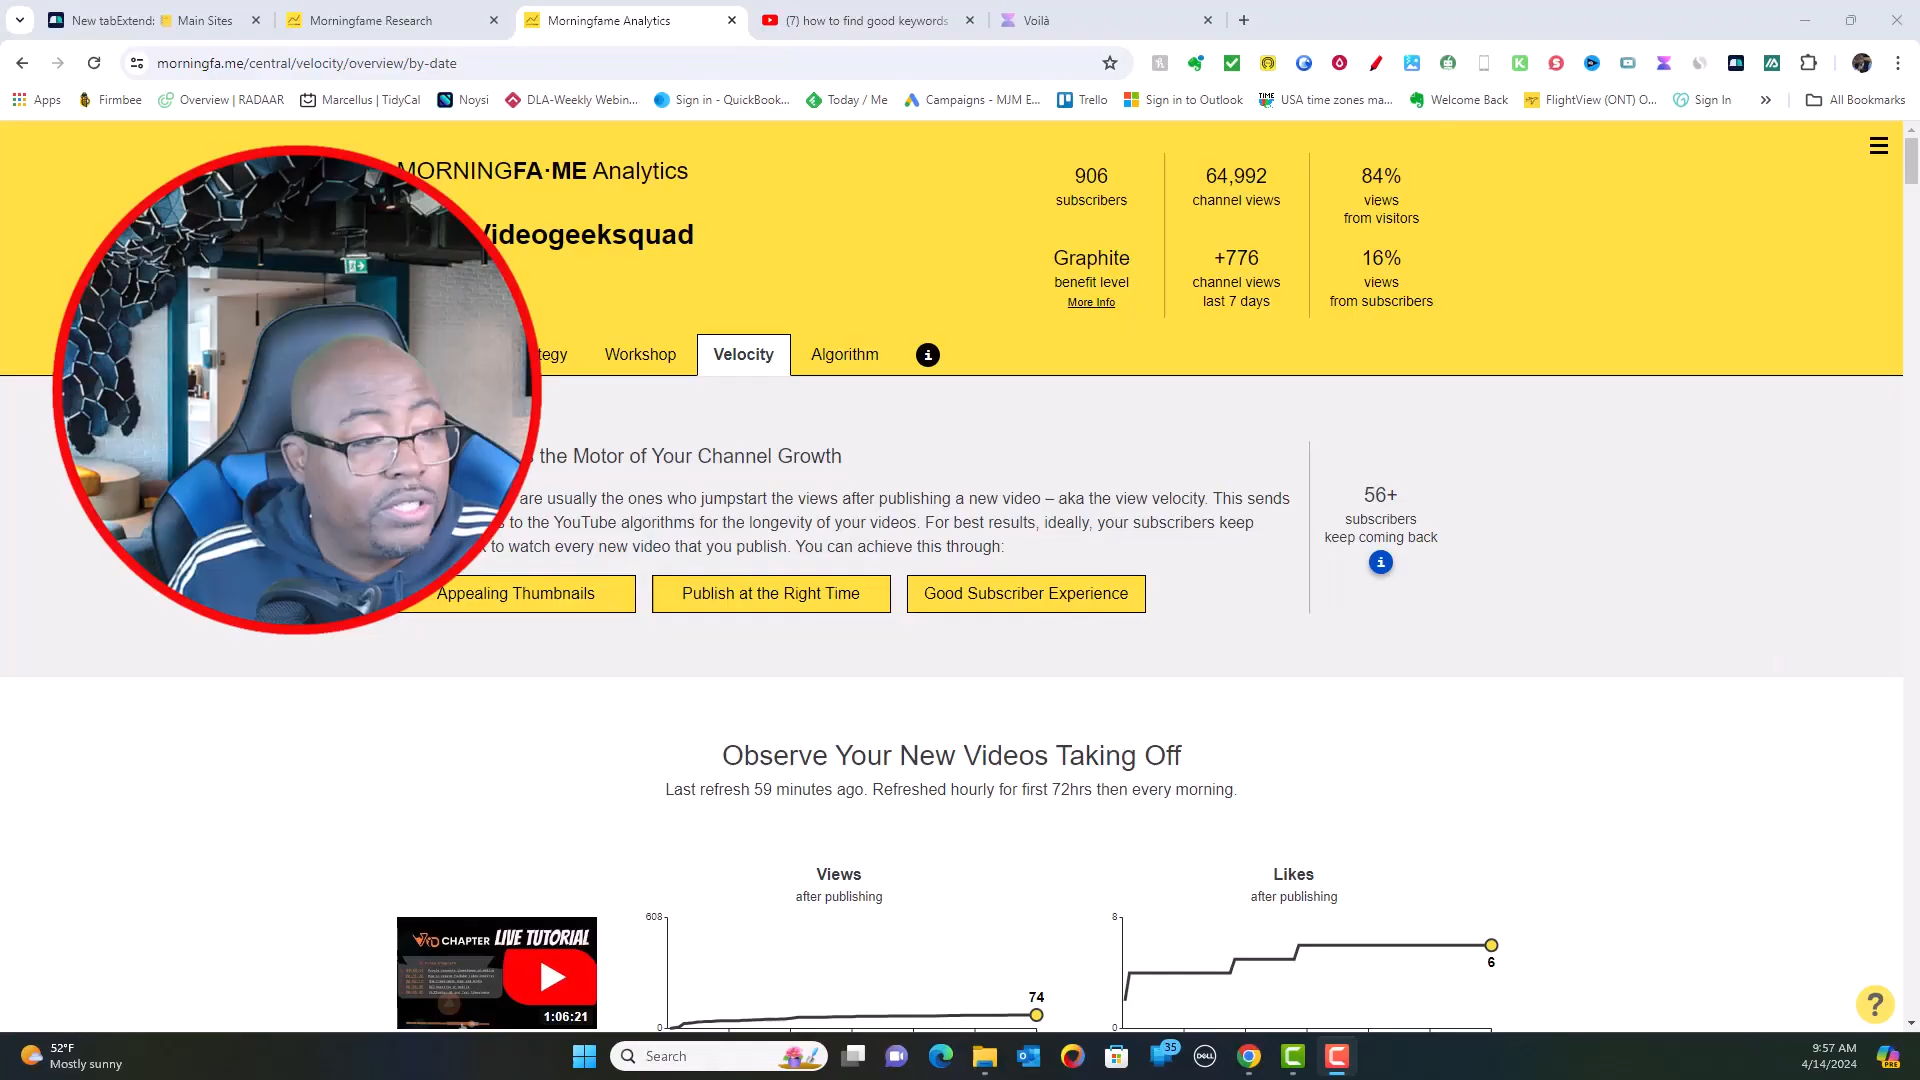 New tabExtend: Main Sites
Morningfame Research
Morningfame Analytics
(7) how to find good keywords
Voilà
morningfa.me/central/velocity/overview/by-date
Apps
Firmbee
Overview | RADAAR
Marcellus | TidyCal
Noysi
DLA-Weekly Webin...
Sign in - QuickBook...
Today / Me
Campaigns - MJM E...
Trello
Sign in to Outlook
USA time zones ma...
Welcome Back
FlightView (ONT) O...
Sign In
All Bookmarks
MORNINGFA·ME Analytics
Videogeeksquad
906
subscribers
64,992
channel views
84%
views
from visitors
Graphite
benefit level
More Info
+776
channel views
last 7 days
16%
views
from subscribers
tegy
Workshop
Velocity
Algorithm
the Motor of Your Channel Growth
are usually the ones who jumpstart the views after publishing a new video – aka the view velocity. This sends
to the YouTube algorithms for the longevity of your videos. For best results, ideally, your subscribers keep
to watch every new video that you publish. You can achieve this through:
56+
subscribers
keep coming back
Appealing Thumbnails
Publish at the Right Time
Good Subscriber Experience
Observe Your New Videos Taking Off
Last refresh 59 minutes ago. Refreshed hourly for first 72hrs then every morning.
Views
after publishing
608
74
0
Likes
after publishing
8
6
0
CHAPTER LIVE TUTORIAL
1:06:21
?
52°F
Mostly sunny
Search
35
DELL
9:57 AM
4/14/2024
PRE